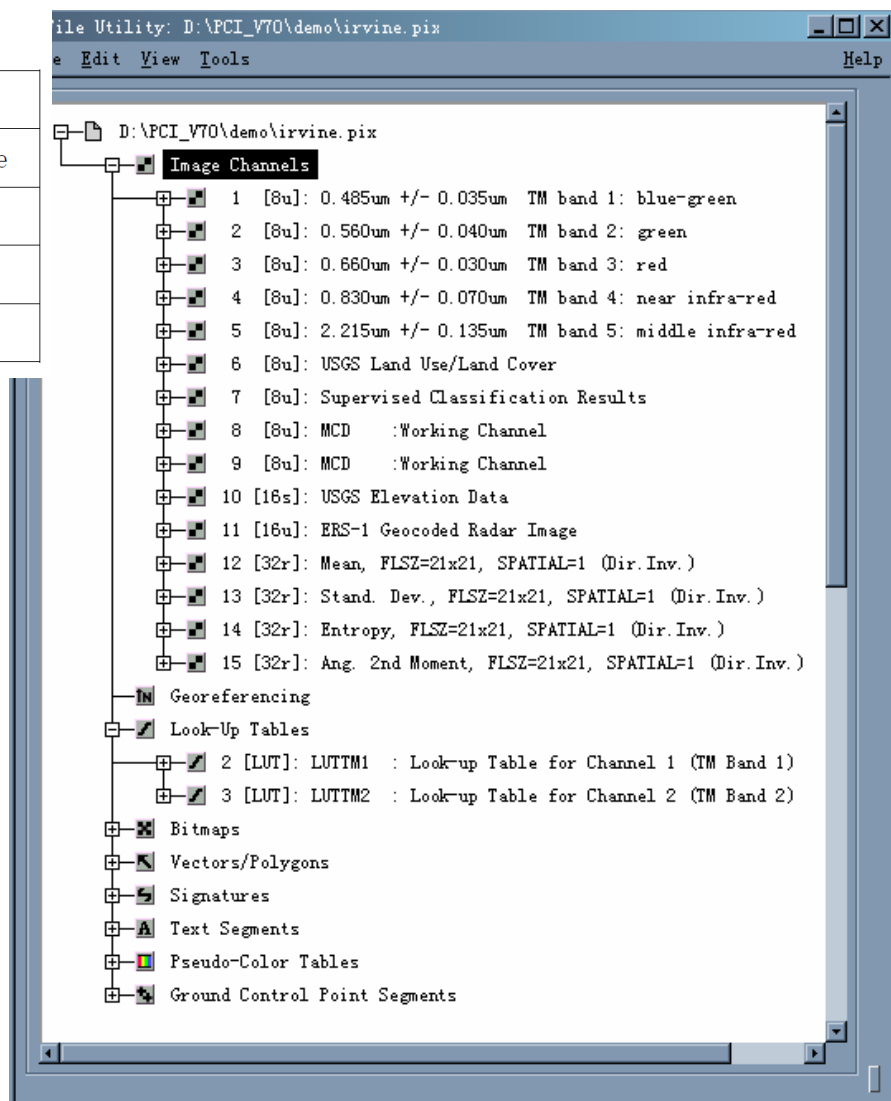 ile Utility: D:\PCI_V70\demo\irvine.pix
e Edit View Tools Help
e
D:\PCI_V70\demo\irvine.pix
Image Channels
1 [8u]: 0.485um +/- 0.035um TM band 1: blue-green
2 [8u]: 0.560um +/- 0.040um TM band 2: green
3 [8u]: 0.660um +/- 0.030um TM band 3: red
4 [8u]: 0.830um +/- 0.070um TM band 4: near infra-red
5 [8u]: 2.215um +/- 0.135um TM band 5: middle infra-red
6 [8u]: USGS Land Use/Land Cover
7 [8u]: Supervised Classification Results
8 [8u]: MCD :Working Channel
9 [8u]: MCD :Working Channel
10 [16s]: USGS Elevation Data
11 [16u]: ERS-1 Geocoded Radar Image
12 [32r]: Mean, FLSZ=21x21, SPATIAL=1 (Dir.Inv.)
13 [32r]: Stand. Dev., FLSZ=21x21, SPATIAL=1 (Dir.Inv.)
14 [32r]: Entropy, FLSZ=21x21, SPATIAL=1 (Dir.Inv.)
15 [32r]: Ang. 2nd Moment, FLSZ=21x21, SPATIAL=1 (Dir.Inv.)
Georeferencing
Look-Up Tables
2 [LUT]: LUTTM1 : Look-up Table for Channel 1 (TM Band 1)
3 [LUT]: LUTTM2 : Look-up Table for Channel 2 (TM Band 2)
Bitmaps
Vectors/Polygons
Signatures
Text Segments
Pseudo-Color Tables
Ground Control Point Segments